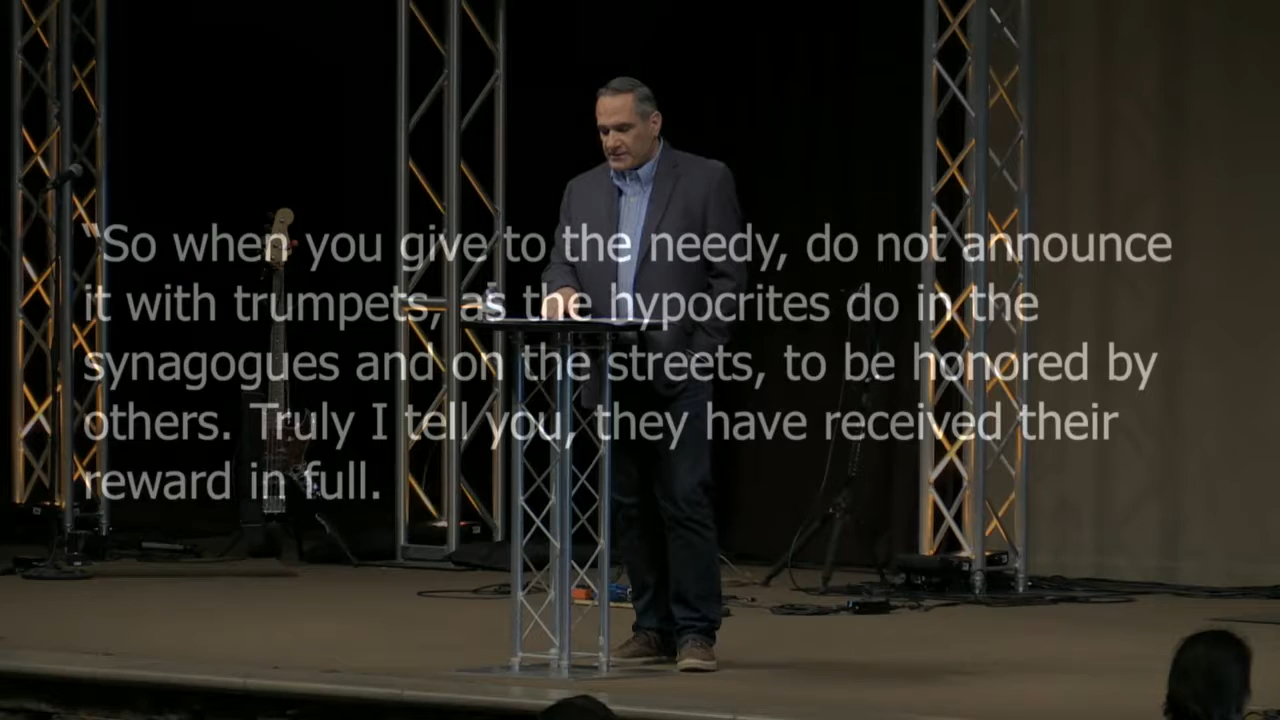 “So when you give to the needy, do not announce
it with trumpets, as the hypocrites do in the
synagogues and on the streets, to be honored by
others. Truly I tell you, they have received their
reward in full.